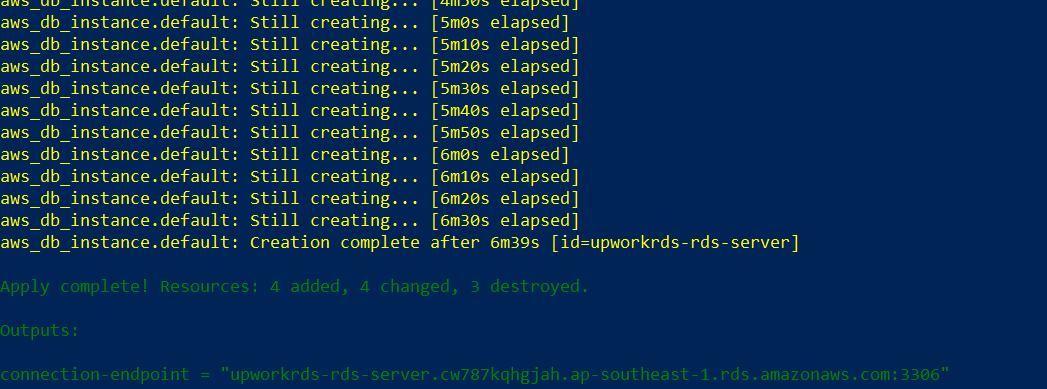 aws_db_instance.default: Still creating... [4m50s elapsed]
aws_db_instance.default: Still creating... [5m0s elapsed]
aws_db_instance.default: Still creating... [5m10s elapsed]
aws_db_instance.default: Still creating... [5m20s elapsed]
aws_db_instance.default: Still creating... [5m30s elapsed]
aws_db_instance.default: Still creating... [5m40s elapsed]
aws_db_instance.default: Still creating... [5m50s elapsed]
aws_db_instance.default: Still creating... [6m0s elapsed]
aws_db_instance.default: Still creating... [6m10s elapsed]
aws_db_instance.default: Still creating... [6m20s elapsed]
aws_db_instance.default: Still creating... [6m30s elapsed]
aws_db_instance.default: Creation complete after 6m39s [id=upworkrds-rds-server]
Apply complete! Resources: 4 added, 4 changed, 3 destroyed.
Outputs:
connection-endpoint = "upworkrds-rds-server.cw787kqhgjah.ap-southeast-1.rds.amazonaws.com:3306"